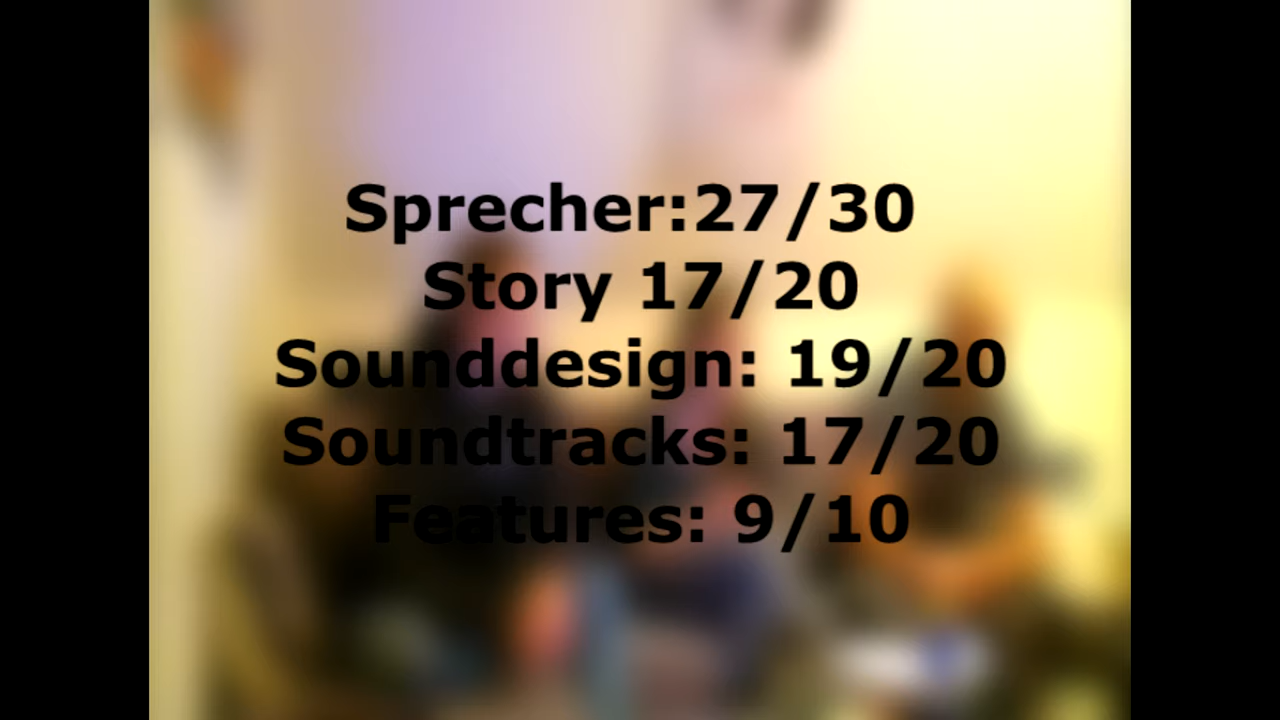 Sprecher:27/30
Story 17/20
Sounddesign: 19/20
Soundtracks: 17/20
Features: 9/10